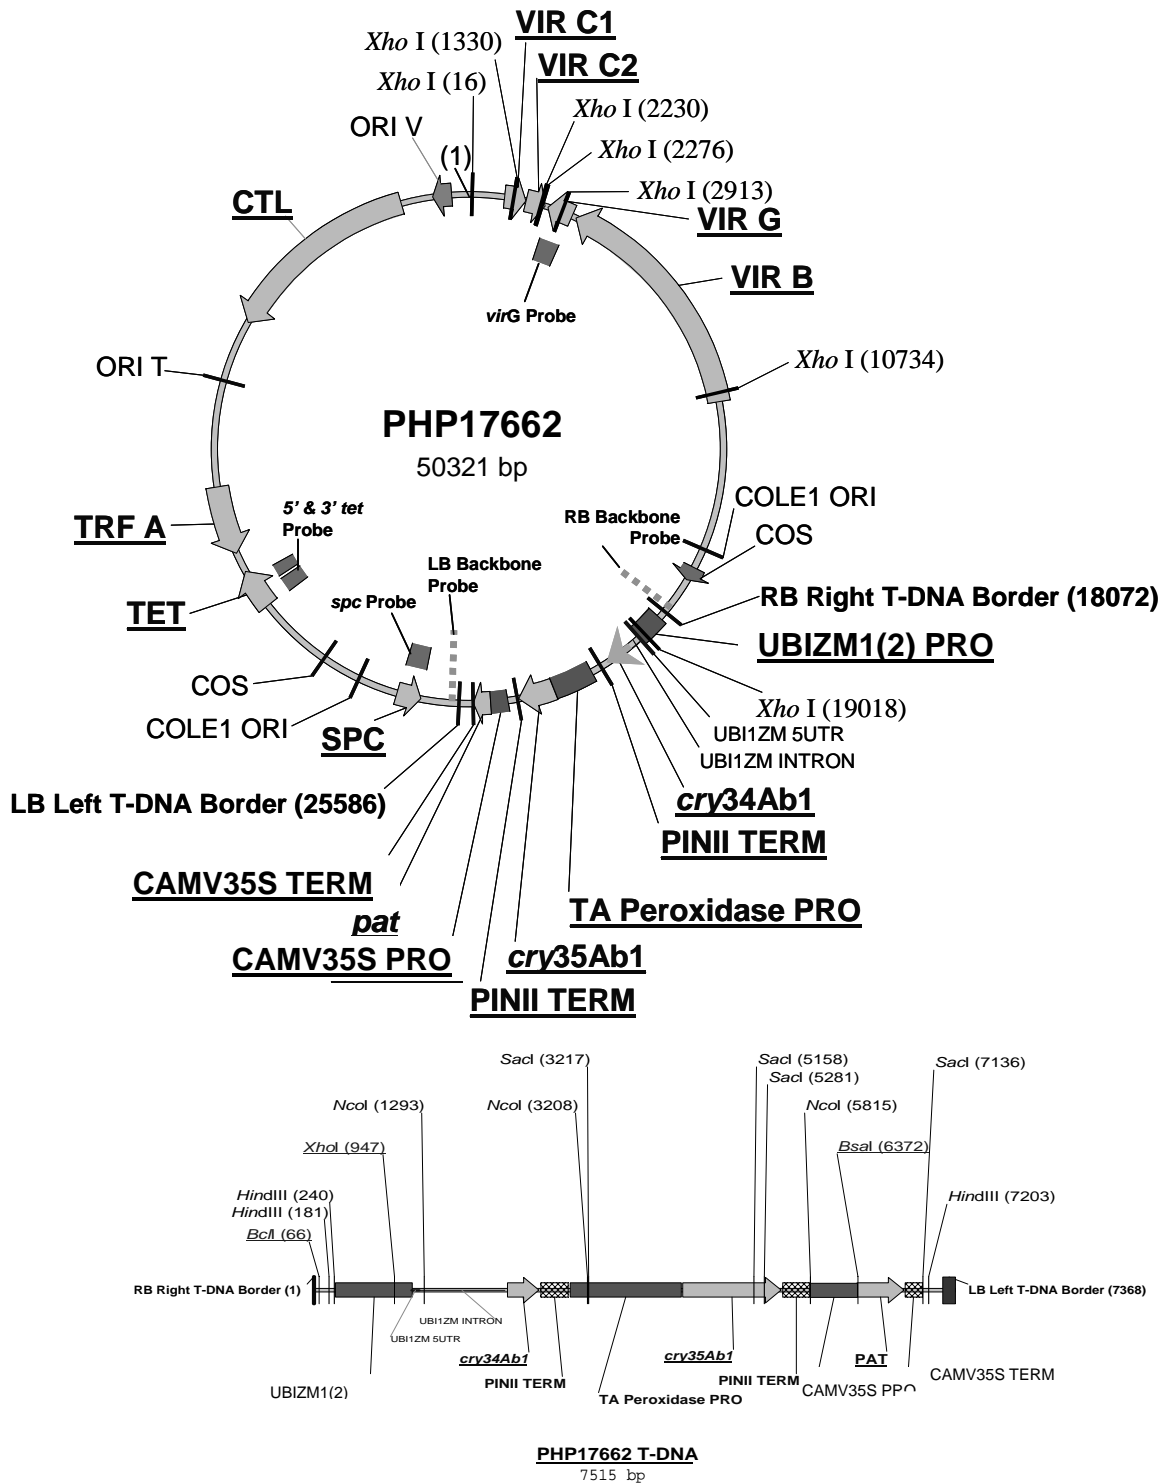 VIR C1
Xho I (1330)
VIR C2
Xho I (16)
Xho I (2230)
ORI V
(1)
Xho I (2276)
Xho I (2913)
CTL
VIR G
VIR B
virG Probe
ORI T
Xho I (10734)
PHP17662
50321 bp
COLE1 ORI
5' & 3' tet
Probe
RB Backbone
Probe
TRF A
COS
LB Backbone
Probe
spc Probe
RB Right T-DNA Border (18072)
TET
UBIZM1(2) PRO
COS
Xho I (19018)
COLE1 ORI
SPC
UBI1ZM 5UTR
UBI1ZM INTRON
LB Left T-DNA Border (25586)
cry34Ab1
PINII TERM
CAMV35S TERM
pat
TA Peroxidase PRO
CAMV35S PRO
cry35Ab1
PINII TERM
SacI (3217)
SacI (5158)
SacI (7136)
SacI (5281)
NcoI (1293)
NcoI (3208)
NcoI (5815)
XhoI (947)
BsaI (6372)
HindIII (240)
HindIII (7203)
HindIII (181)
BclI (66)
RB Right T-DNA Border (1)
LB Left T-DNA Border (7368)
UBI1ZM INTRON
UBI1ZM 5UTR
cry34Ab1
cry35Ab1
PAT
CAMV35S TERM
PINII TERM
PINII TERM
UBIZM1(2)
CAMV35S PRO
TA Peroxidase PRO
PHP17662 T-DNA
7515 bp